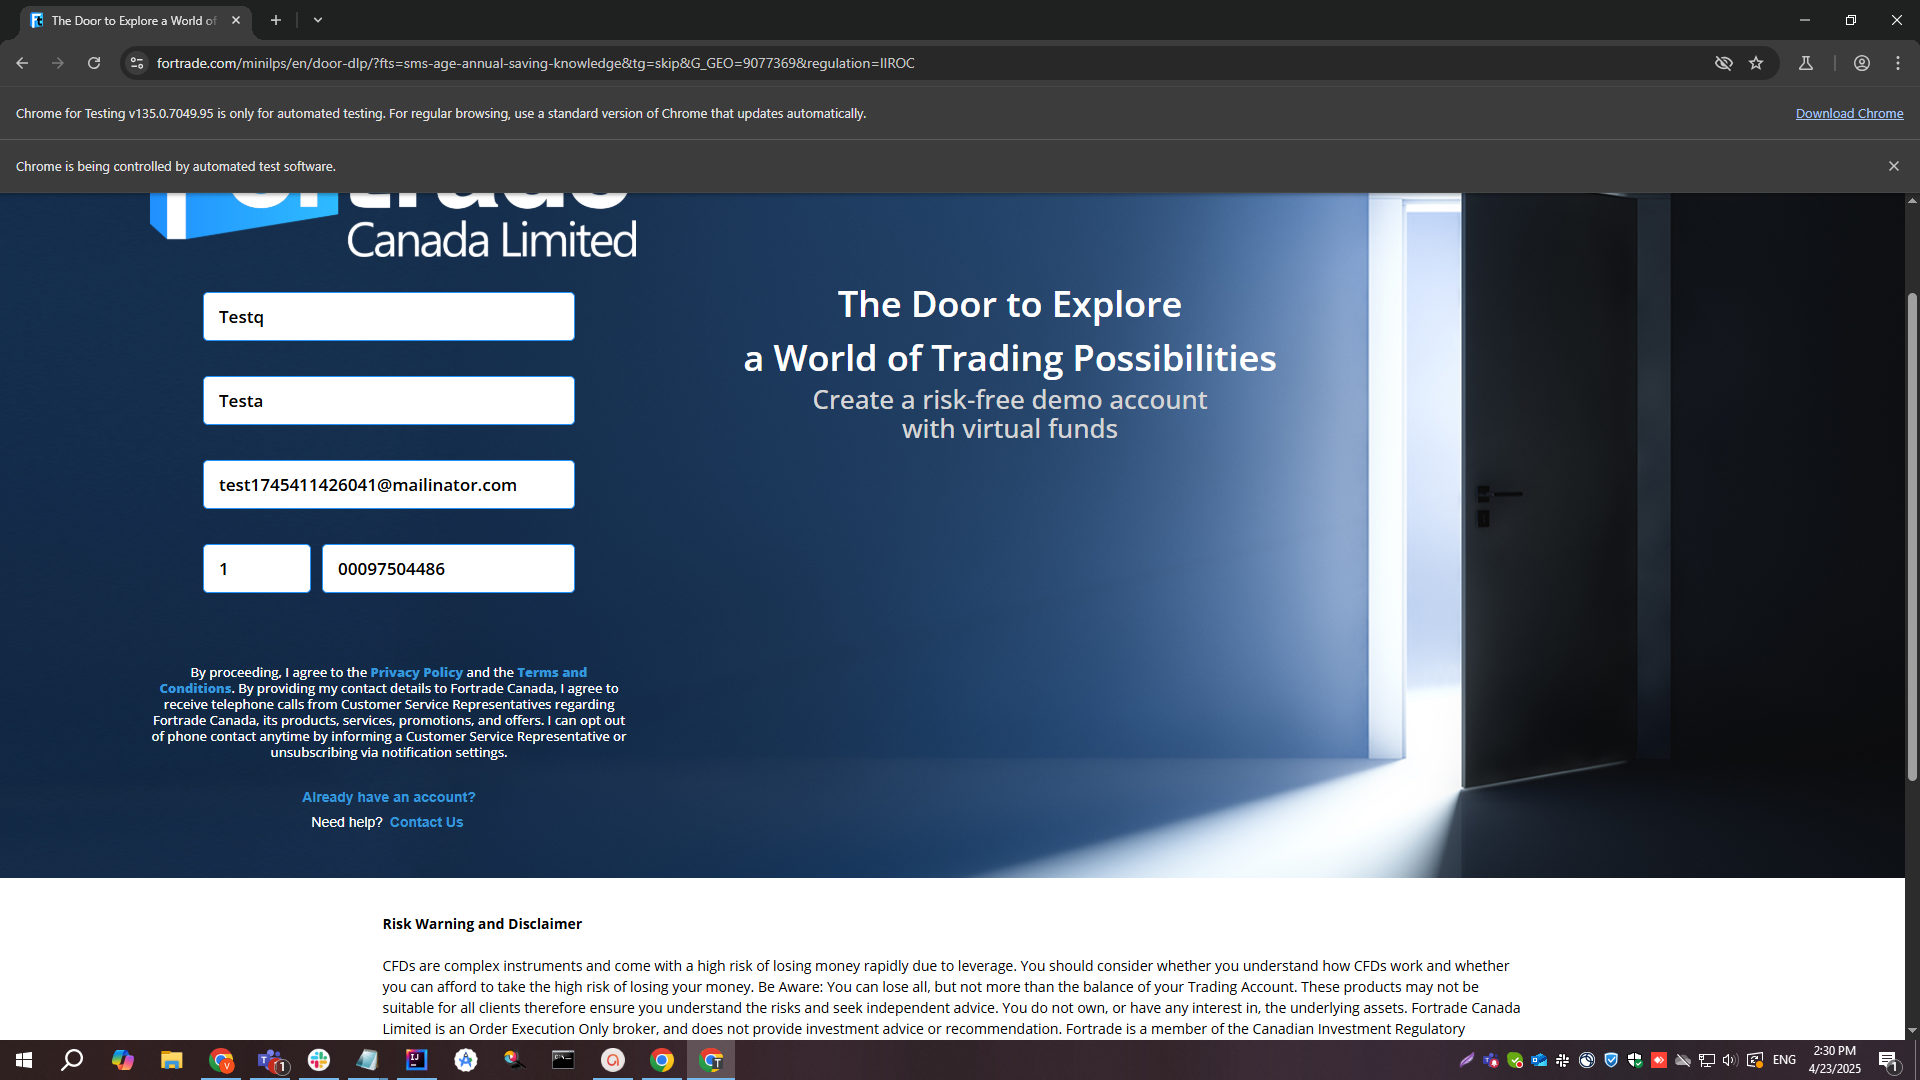 The Door to Explore a World of
fortrade.com/minilps/en/door-dlp/?fts=sms-age-annual-saving-knowledge&tg=skip&G_GEO=9077369&regulation=IIROC
Chrome for Testing v135.0.7049.95 is only for automated testing. For regular browsing, use a standard version of Chrome that updates automatically.
Download Chrome
Chrome is being controlled by automated test software.
Canada Limited
Testq
Testa
test1745411426041@mailinator.com
1
00097504486
By proceeding, I agree to the Privacy Policy and the Terms and
Conditions. By providing my contact details to Fortrade Canada, I agree to
receive telephone calls from Customer Service Representatives regarding
Fortrade Canada, its products, services, promotions, and offers. I can opt out
of phone contact anytime by informing a Customer Service Representative or
unsubscribing via notification settings.
Already have an account?
Need help? Contact Us
The Door to Explore
a World of Trading Possibilities
Create a risk-free demo account
with virtual funds
Risk Warning and Disclaimer
CFDs are complex instruments and come with a high risk of losing money rapidly due to leverage. You should consider whether you understand how CFDs work and whether
you can afford to take the high risk of losing your money. Be Aware: You can lose all, but not more than the balance of your Trading Account. These products may not be
suitable for all clients therefore ensure you understand the risks and seek independent advice. You do not own, or have any interest in, the underlying assets. Fortrade Canada
Limited is an Order Execution Only broker, and does not provide investment advice or recommendation. Fortrade is a member of the Canadian Investment Regulatory
ENG
2:30 PM
4/23/2025